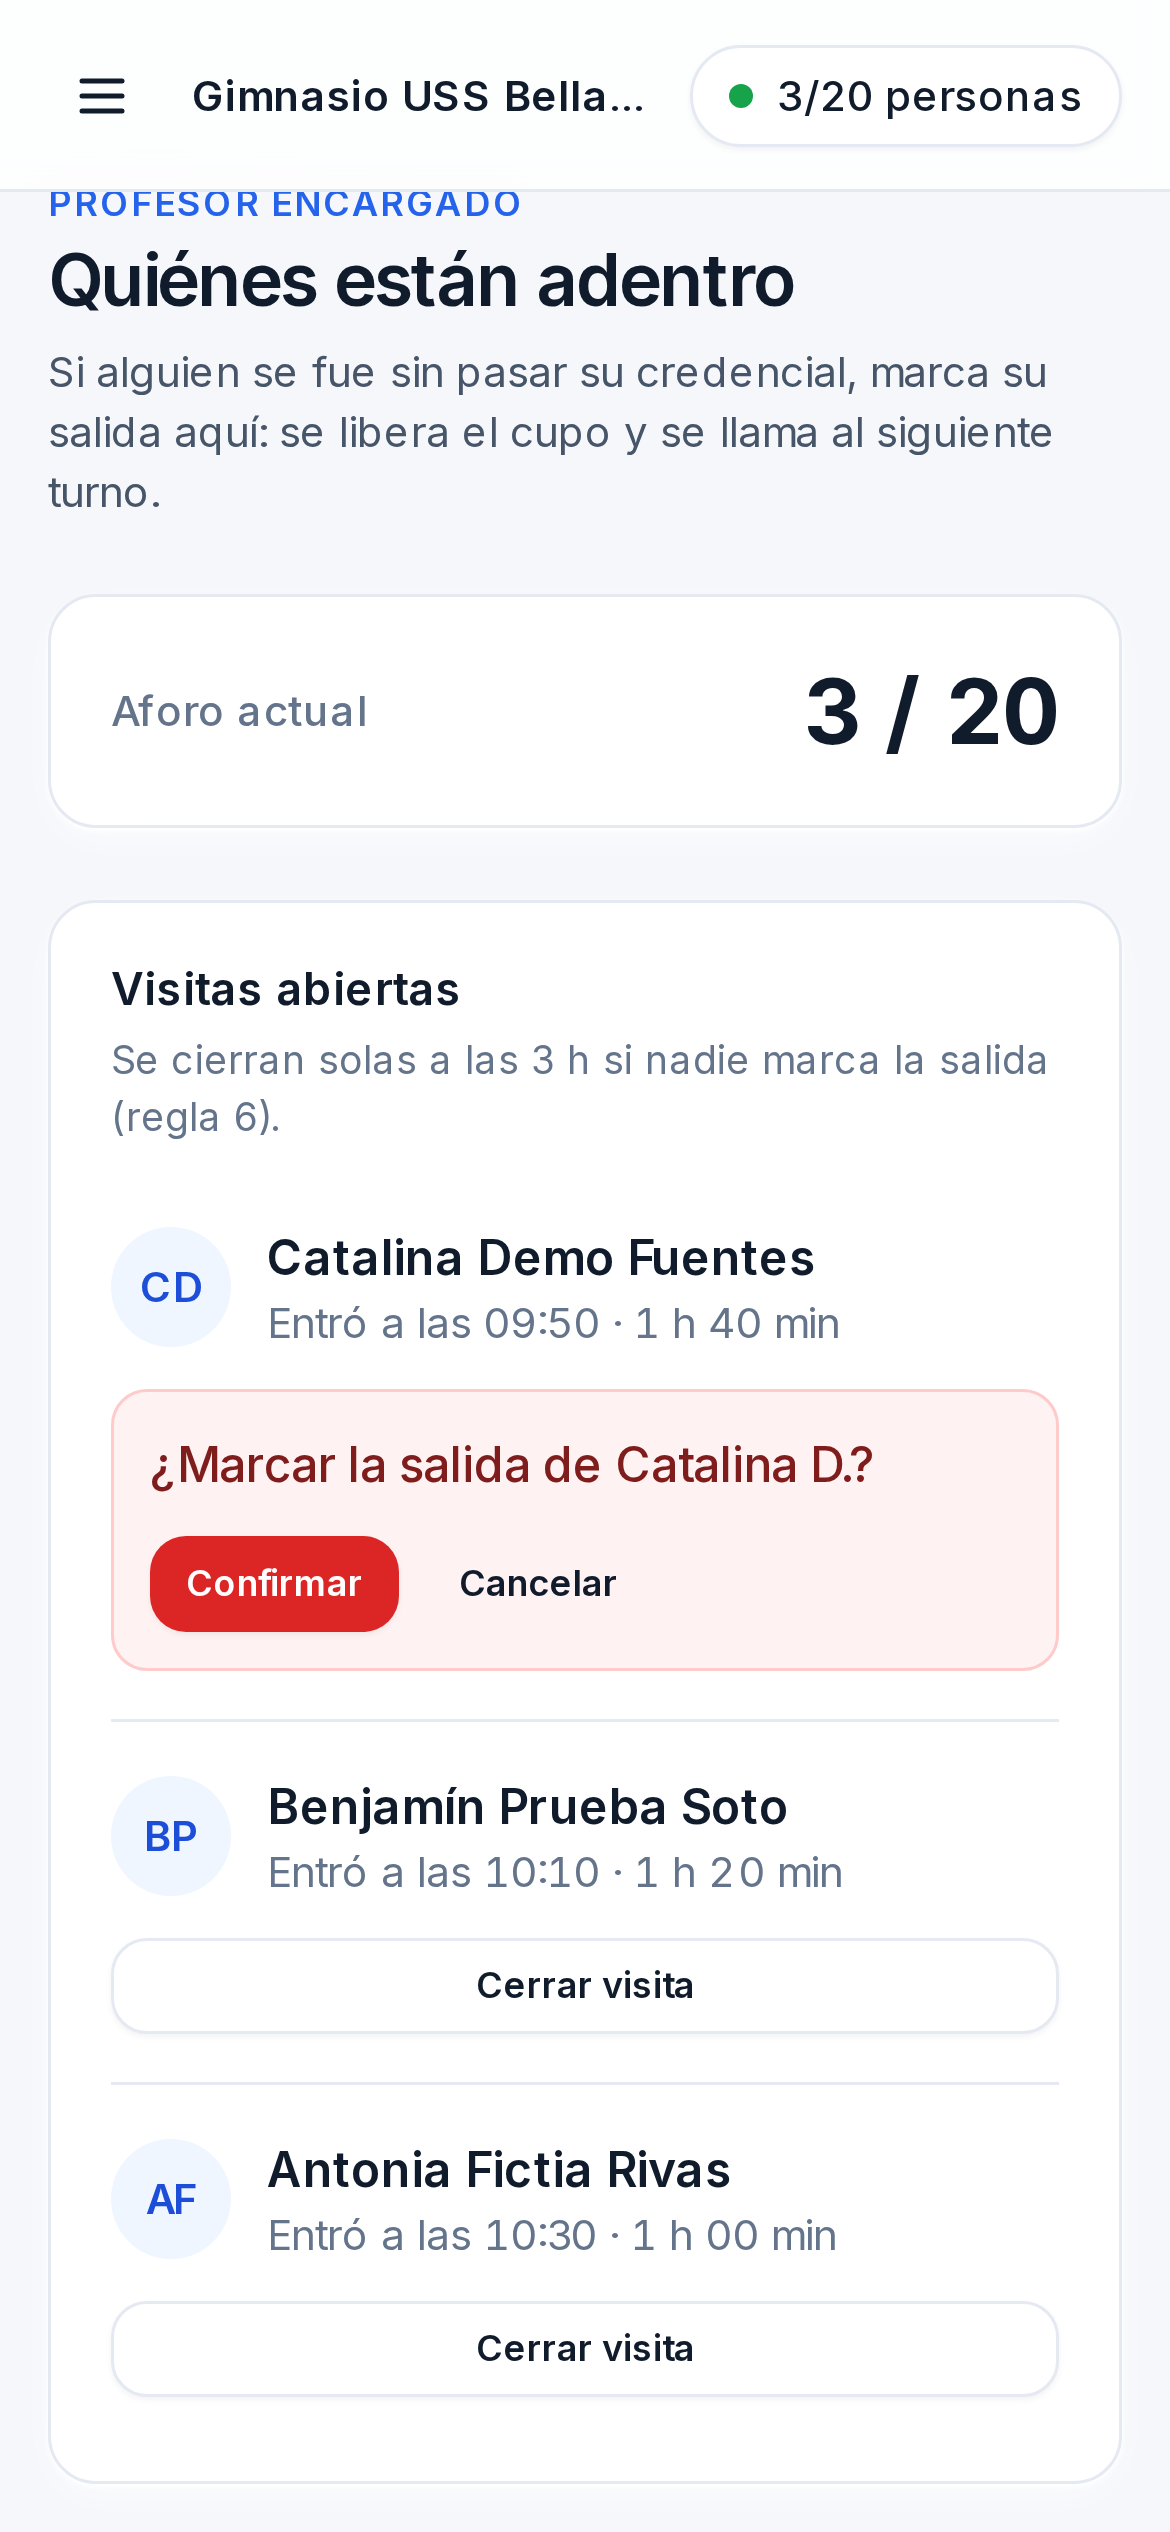 Gimnasio USS Bella...
3/20 personas
PROFESOR ENCARGADO
Quiénes están adentro
Si alguien se fue sin pasar su credencial, marca su
salida aquí: se libera el cupo y se llama al siguiente
turno.
Aforo actual
3 / 20
Visitas abiertas
Se cierran solas a las 3 h si nadie marca la salida
(regla 6).
CD
Catalina Demo Fuentes
Entró a las 09:50 · 1 h 40 min
¿Marcar la salida de Catalina D.?
Confirmar
Cancelar
BP
Benjamín Prueba Soto
Entró a las 10:10 · 1 h 20 min
Cerrar visita
AF
Antonia Fictia Rivas
Entró a las 10:30 · 1 h 00 min
Cerrar visita